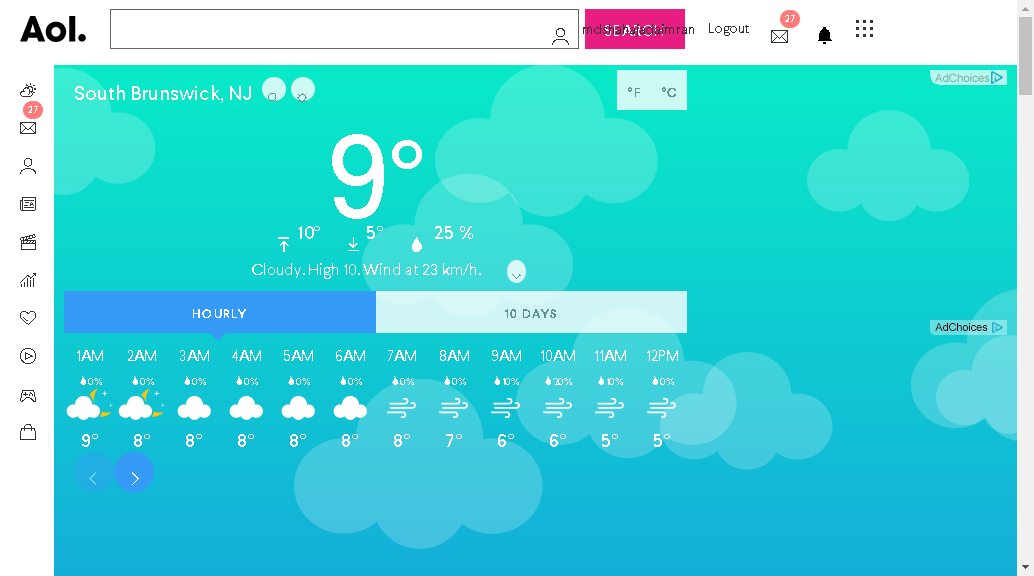 Aol.
SEARCH
Logout
27
27
South Brunswick, NJ
°F °C
AdChoices
9°
10° 5° 25 %
Cloudy. High 10. Wind at 23 km/h.
HOURLY 10 DAYS
AdChoices
1AM 2AM 3AM 4AM 5AM 6AM 7AM 8AM 9AM 10AM 11AM 12PM
0% 0% 0% 0% 0% 0% 0% 0% 10% 20% 10% 0%
9° 8° 8° 8° 8° 8° 8° 7° 6° 6° 5° 5°